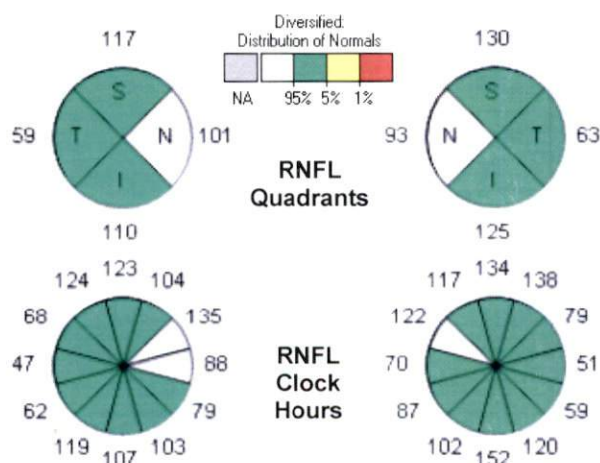 Diversified:
Distribution of Normals
NA 95% 5% 1%
117
S
59 T N 101
I
110
130
S
93 N T 63
I
125
RNFL
Quadrants
123
124 104
68 135
47 88
62 79
119 103
107
RNFL
Clock
Hours
134
117 138
122 79
70 51
87 59
102 120
152